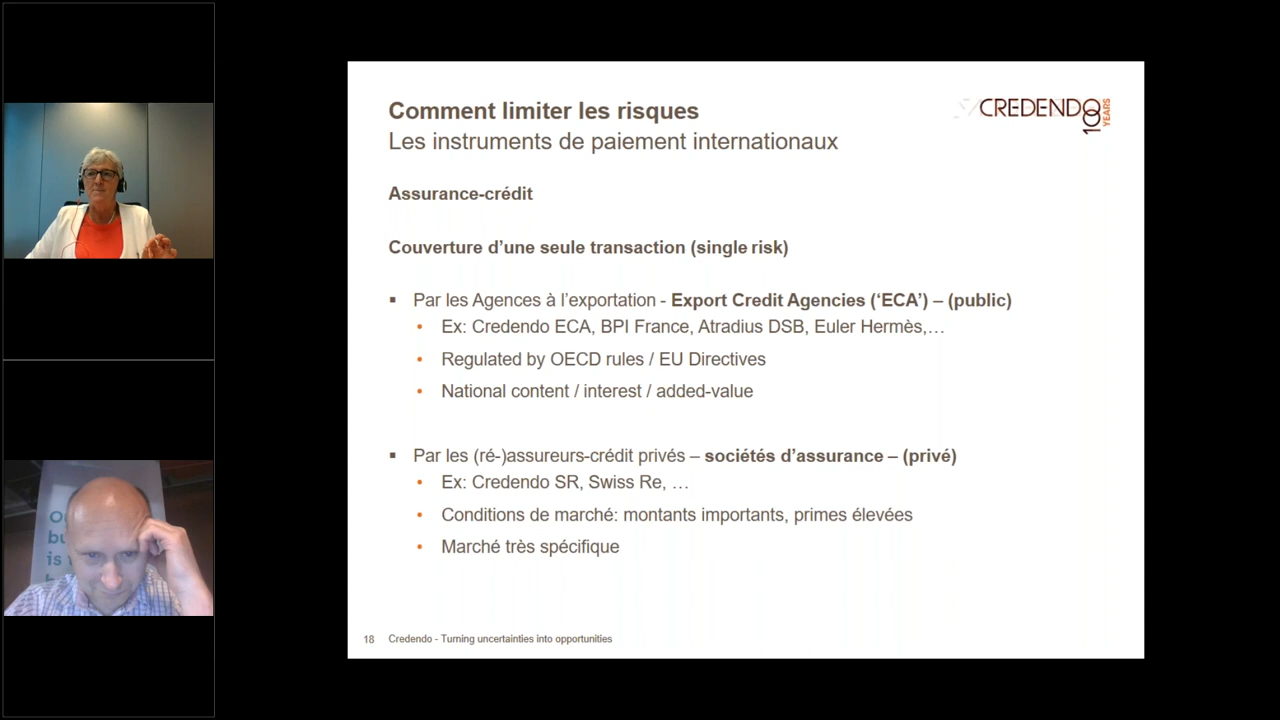 Comment limiter les risques
Les instruments de paiement internationaux
CREDENDO
100 YEARS
Assurance-crédit
Couverture d’une seule transaction (single risk)
▪ Par les Agences à l’exportation - Export Credit Agencies (‘ECA’) – (public)
• Ex: Credendo ECA, BPI France, Atradius DSB, Euler Hermès,…
• Regulated by OECD rules / EU Directives
• National content / interest / added-value
▪ Par les (ré-)assureurs-crédit privés – sociétés d’assurance – (privé)
• Ex: Credendo SR, Swiss Re, …
• Conditions de marché: montants importants, primes élevées
• Marché très spécifique
18 Credendo - Turning uncertainties into opportunities
is